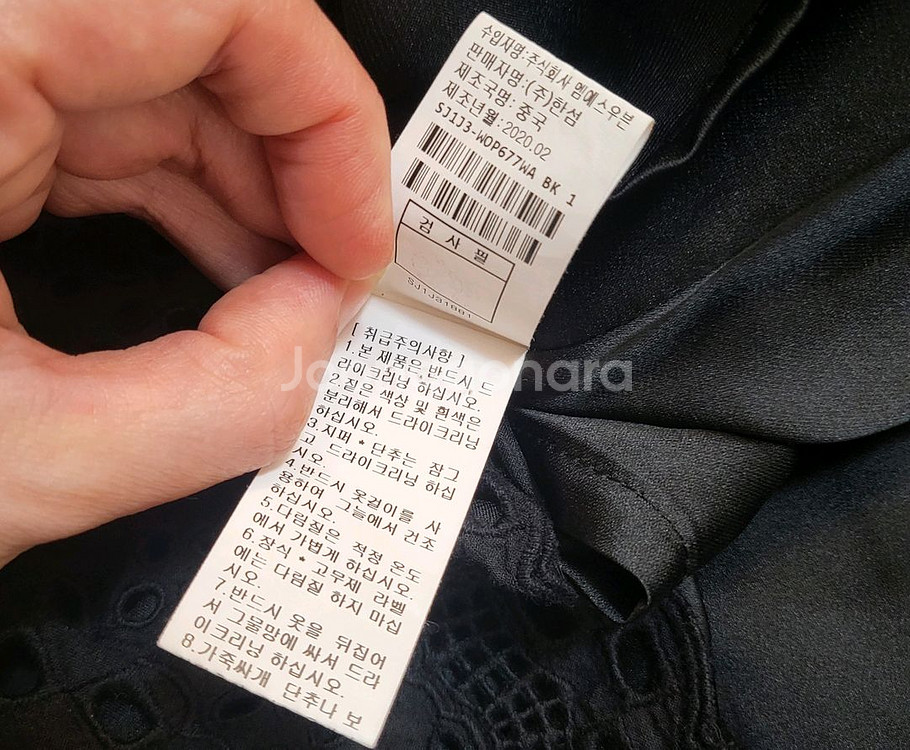 수입자명:주식회사 엠에스우븐
판매자명:(주)한섬
제조국명: 중국
제조년월:2020.02
SJ1J3-WOP677WA BK 1
검 사 필
SJ1JS1001
[ 취급주의사항 ]
1.본 제품은 반드시 드
라이크리닝 하십시오.
2.짙은 색상 및 흰색은
분리해서 드라이크리닝
하십시오.
3.지퍼 * 단추는 잠그
고 드라이크리닝 하십
시오.
4.반드시 옷걸이를 사
용하여 그늘에서 건조
하십시오.
5.다림질은 적정 온도
에서 가볍게 하십시오.
6.장식 * 고무제 라벨
에는 다림질 하지 마십
시오.
7.반드시 옷을 뒤집어
서 그물망에 싸서 드라
이크리닝 하십시오.
8.가죽싸개 단추나 보